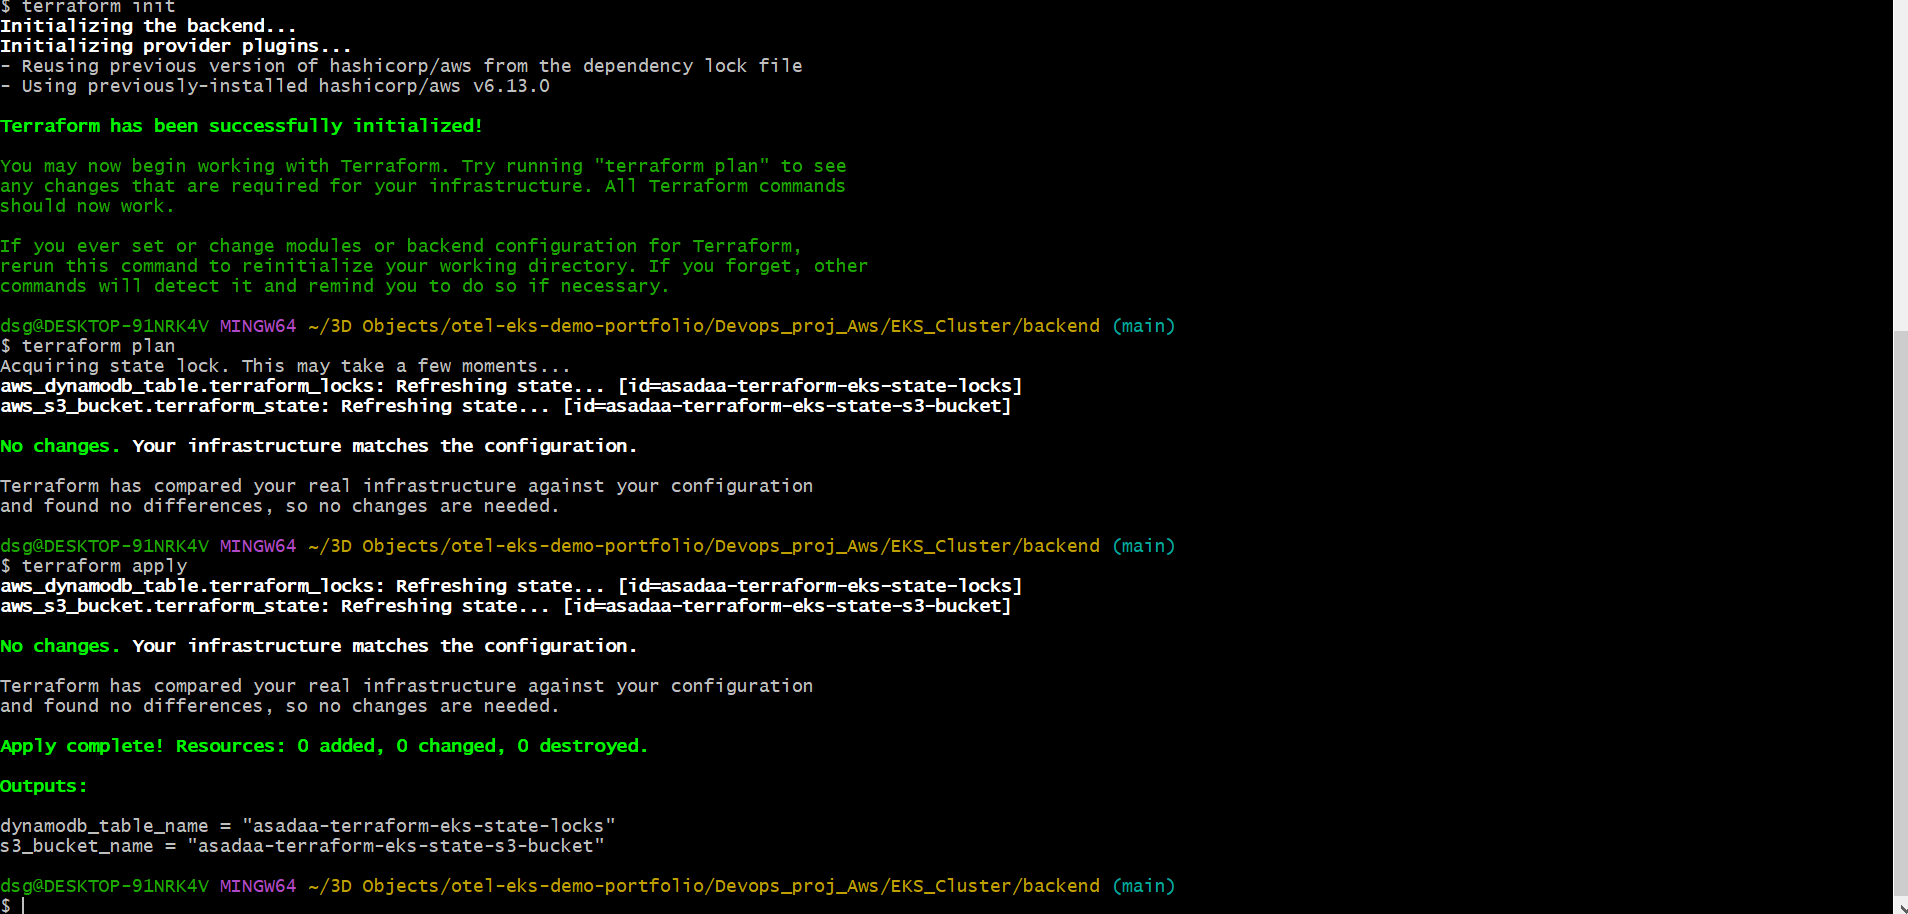 $ terraform init
Initializing the backend...
Initializing provider plugins...
- Reusing previous version of hashicorp/aws from the dependency lock file
- Using previously-installed hashicorp/aws v6.13.0
Terraform has been successfully initialized!
You may now begin working with Terraform. Try running "terraform plan" to see
any changes that are required for your infrastructure. All Terraform commands
should now work.
If you ever set or change modules or backend configuration for Terraform,
rerun this command to reinitialize your working directory. If you forget, other
commands will detect it and remind you to do so if necessary.
dsg@DESKTOP-91NRK4V MINGW64 ~/3D Objects/otel-eks-demo-portfolio/Devops_proj_Aws/EKS_Cluster/backend (main)
$ terraform plan
Acquiring state lock. This may take a few moments...
aws_dynamodb_table.terraform_locks: Refreshing state... [id=asadaa-terraform-eks-state-locks]
aws_s3_bucket.terraform_state: Refreshing state... [id=asadaa-terraform-eks-state-s3-bucket]
No changes. Your infrastructure matches the configuration.
Terraform has compared your real infrastructure against your configuration
and found no differences, so no changes are needed.
dsg@DESKTOP-91NRK4V MINGW64 ~/3D Objects/otel-eks-demo-portfolio/Devops_proj_Aws/EKS_Cluster/backend (main)
$ terraform apply
aws_dynamodb_table.terraform_locks: Refreshing state... [id=asadaa-terraform-eks-state-locks]
aws_s3_bucket.terraform_state: Refreshing state... [id=asadaa-terraform-eks-state-s3-bucket]
No changes. Your infrastructure matches the configuration.
Terraform has compared your real infrastructure against your configuration
and found no differences, so no changes are needed.
Apply complete! Resources: 0 added, 0 changed, 0 destroyed.
Outputs:
dynamodb_table_name = "asadaa-terraform-eks-state-locks"
s3_bucket_name = "asadaa-terraform-eks-state-s3-bucket"
dsg@DESKTOP-91NRK4V MINGW64 ~/3D Objects/otel-eks-demo-portfolio/Devops_proj_Aws/EKS_Cluster/backend (main)
$